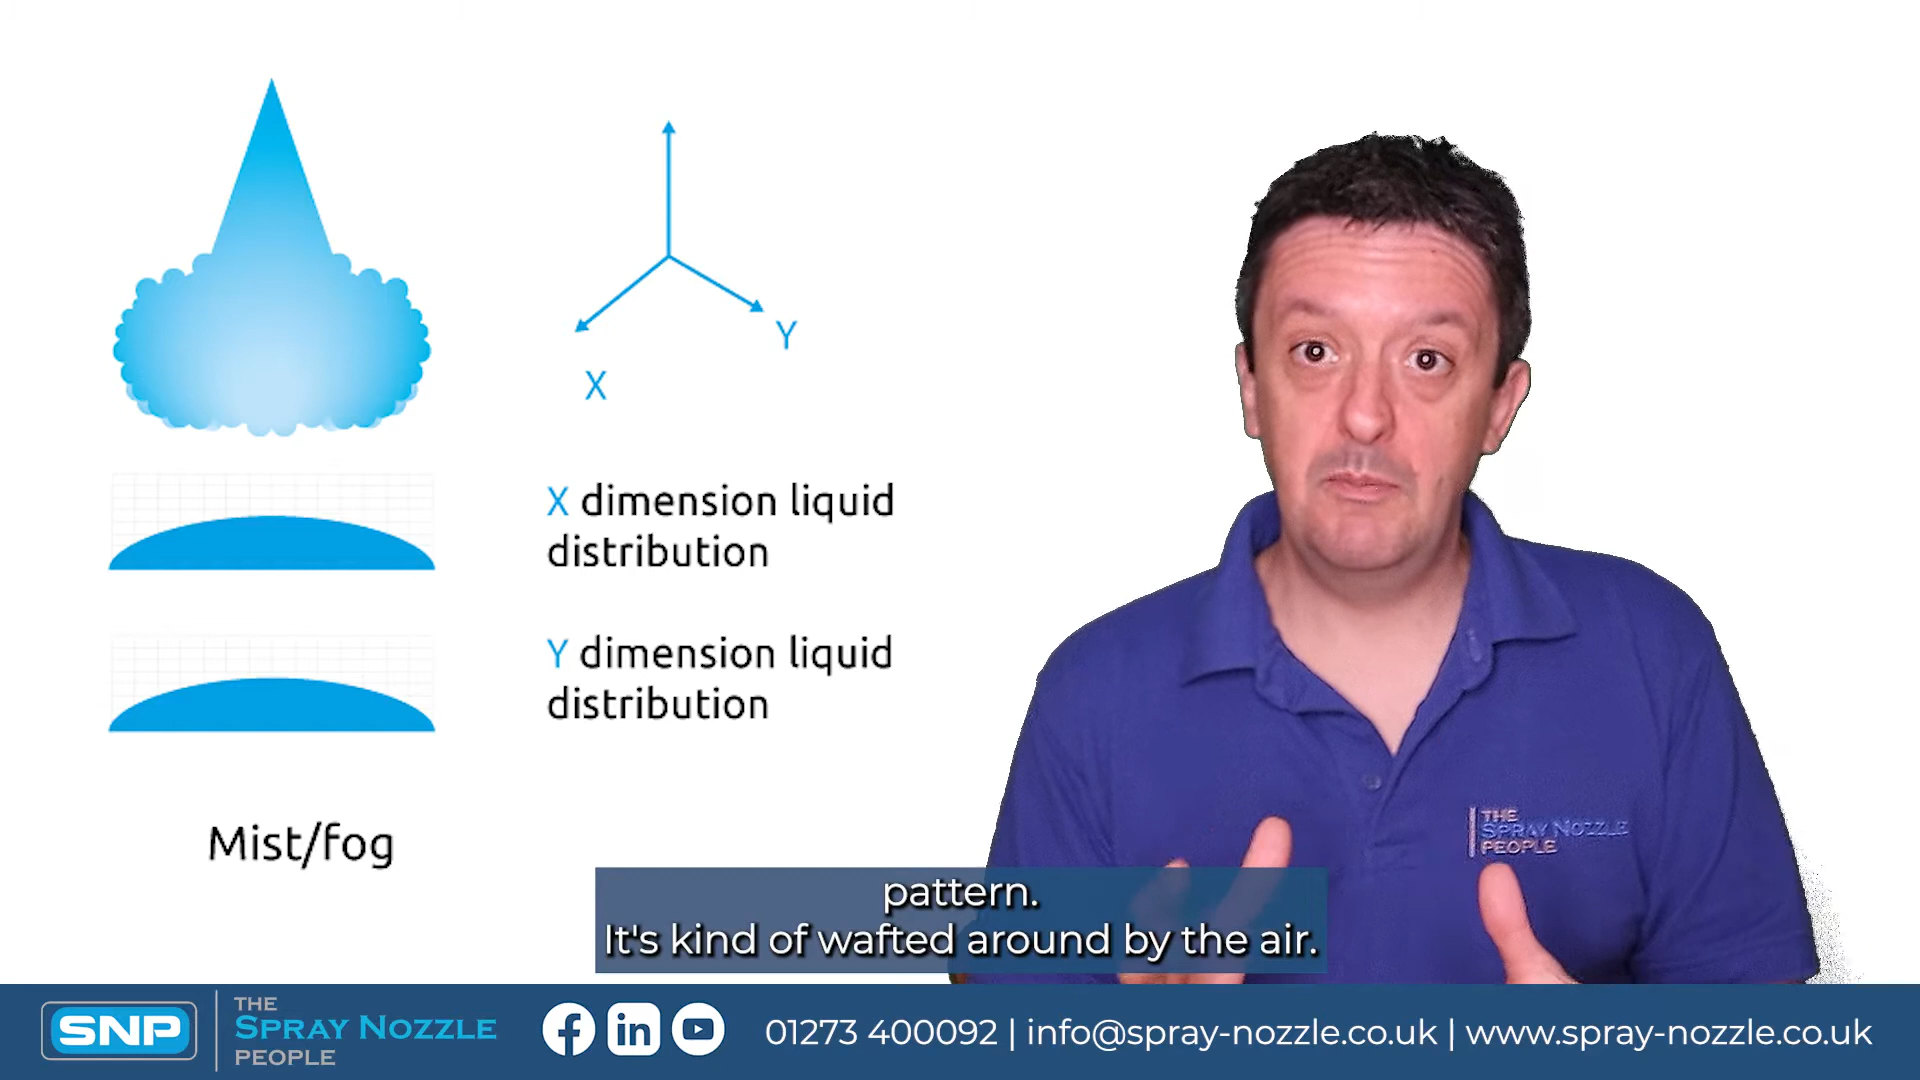 Y
X
X dimension liquid
distribution
Y dimension liquid
distribution
Mist/fog
THE
SPRAY NOZZLE
PEOPLE
pattern.
It's kind of wafted around by the air.
SNP
THE
SPRAY NOZZLE
PEOPLE
01273 400092 | info@spray-nozzle.co.uk | www.spray-nozzle.co.uk